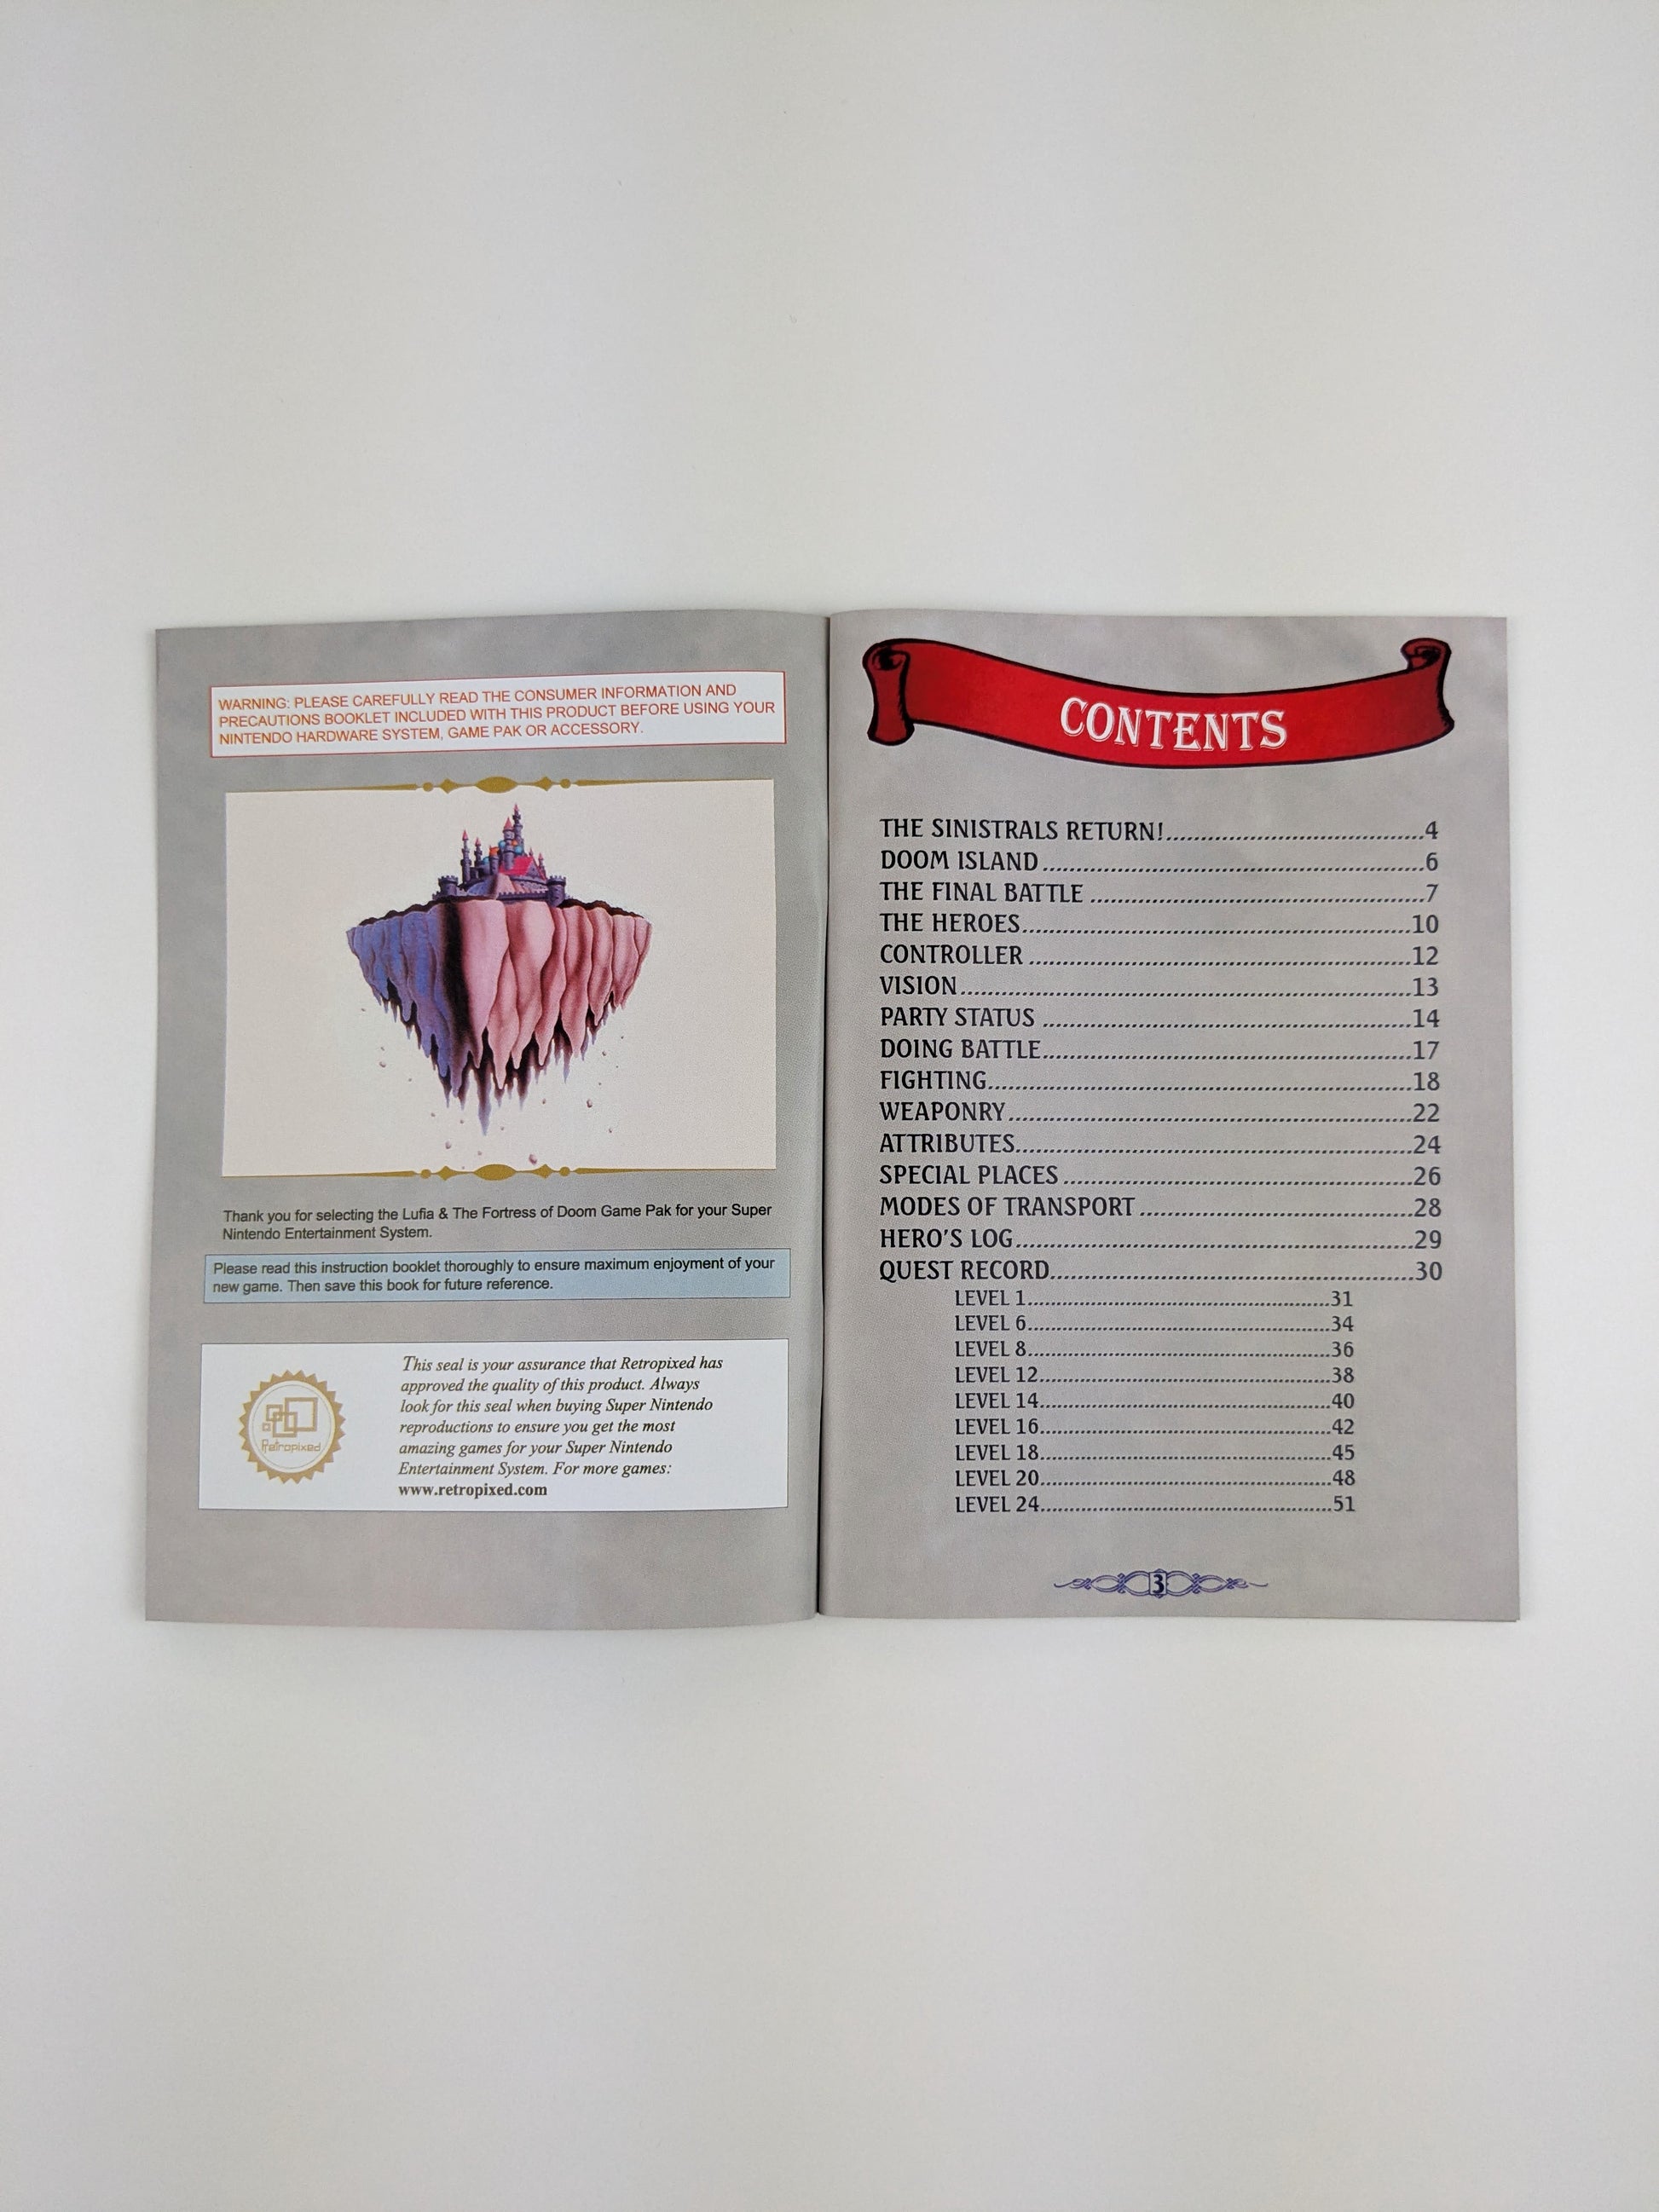 WARNING: PLEASE CAREFULLY READ THE CONSUMER INFORMATION AND
PRECAUTIONS BOOKLET INCLUDED WITH THIS PRODUCT BEFORE USING YOUR
NINTENDO HARDWARE SYSTEM, GAME PAK OR ACCESSORY.
Thank you for selecting the Lufia & The Fortress of Doom Game Pak for your Super
Nintendo Entertainment System.
Please read this instruction booklet thoroughly to ensure maximum enjoyment of your
new game. Then save this book for future reference.
Retropixed
This seal is your assurance that Retropixed has
approved the quality of this product. Always
look for this seal when buying Super Nintendo
reproductions to ensure you get the most
amazing games for your Super Nintendo
Entertainment System. For more games:
www.retropixed.com
CONTENTS
THE SINISTRALS RETURN!..........4
DOOM ISLAND..........6
THE FINAL BATTLE..........7
THE HEROES..........10
CONTROLLER..........12
VISION..........13
PARTY STATUS..........14
DOING BATTLE..........17
FIGHTING..........18
WEAPONRY..........22
ATTRIBUTES..........24
SPECIAL PLACES..........26
MODES OF TRANSPORT..........28
HERO'S LOG..........29
QUEST RECORD..........30
LEVEL 1..........31
LEVEL 6..........34
LEVEL 8..........36
LEVEL 12..........38
LEVEL 14..........40
LEVEL 16..........42
LEVEL 18..........45
LEVEL 20..........48
LEVEL 24..........51
3